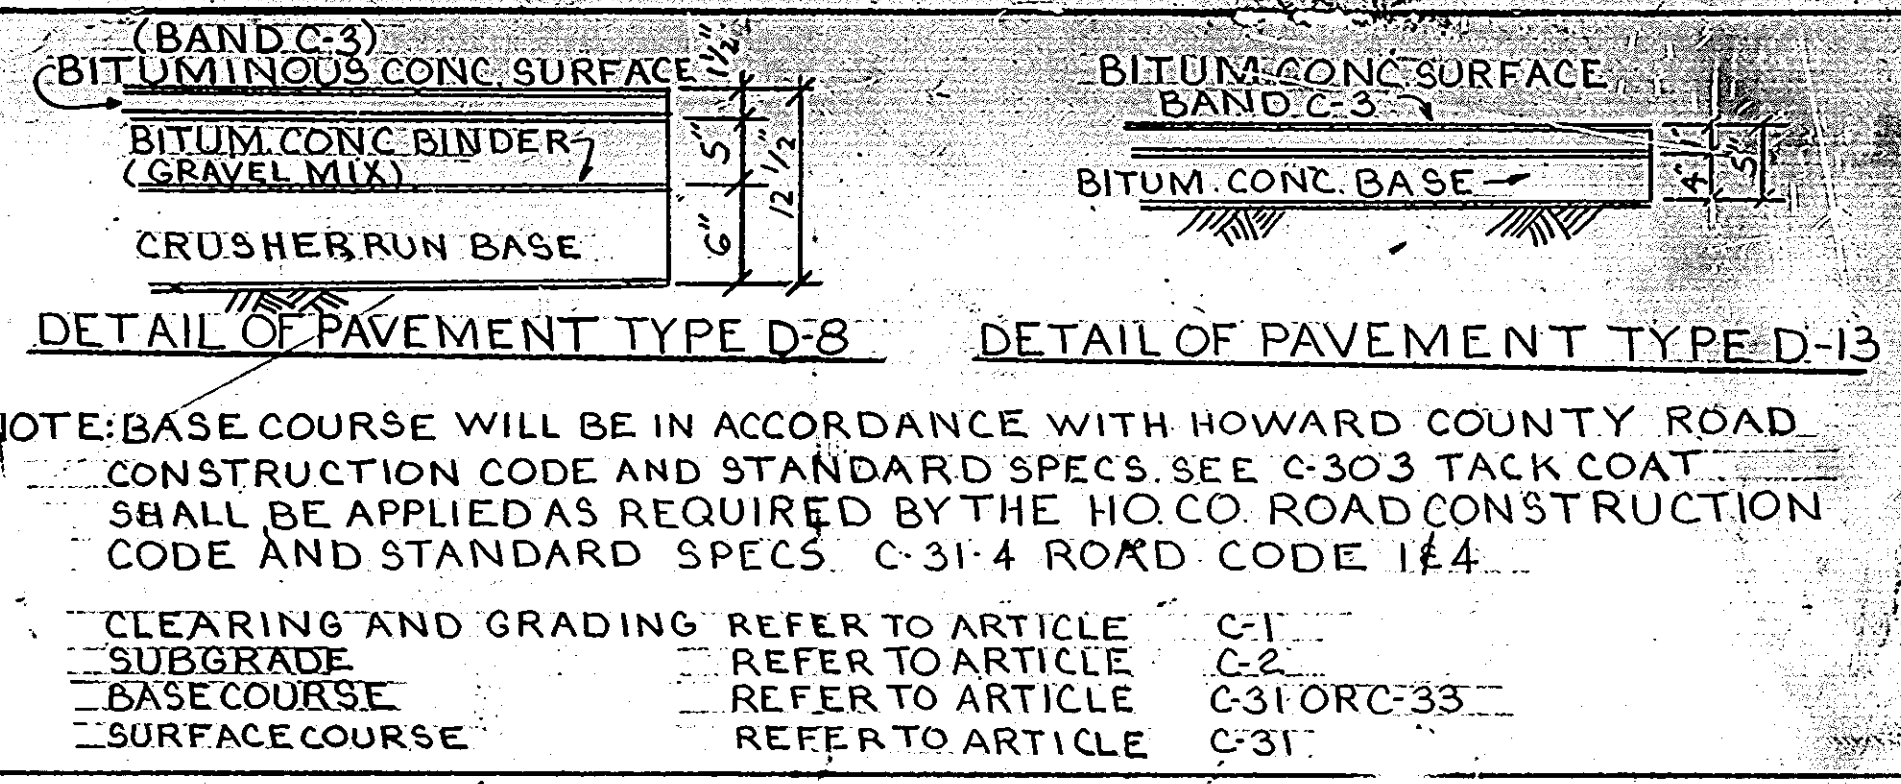 (BAND C-3)
BITUMINOUS CONC. SURFACE
1½"
BITUM. CONC BINDER
(GRAVEL MIX)
5"
12 1/2"
CRUSHER RUN BASE
6"
DETAIL OF PAVEMENT TYPE D-8
BITUM. CONC. SURFACE
BAND C-3
BITUM. CONC. BASE
1"
4"
5"
DETAIL OF PAVEMENT TYPE D-13
NOTE: BASE COURSE WILL BE IN ACCORDANCE WITH HOWARD COUNTY ROAD
CONSTRUCTION CODE AND STANDARD SPECS. SEE C-303 TACK COAT
SHALL BE APPLIED AS REQUIRED BY THE HO. CO. ROAD CONSTRUCTION
CODE AND STANDARD SPECS C-31-4 ROAD CODE 1&4
CLEARING AND GRADING REFER TO ARTICLE C-1
SUBGRADE REFER TO ARTICLE C-2
BASE COURSE REFER TO ARTICLE C-31 OR C-33
SURFACE COURSE REFER TO ARTICLE C-31